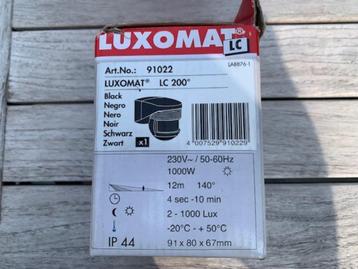 LUXOMAT®
LC
LA8876-1
Art.No.: 91022
LUXOMAT® LC 200°
Black
Negro
Nero
Noir
Schwarz
Zwart x1
4 007529 910229
230V~ / 50-60Hz
1000W
12m 140°
4 sec -10 min
2 - 1000 Lux
-20°C - + 50°C
IP 44
91 x 80 x 67mm